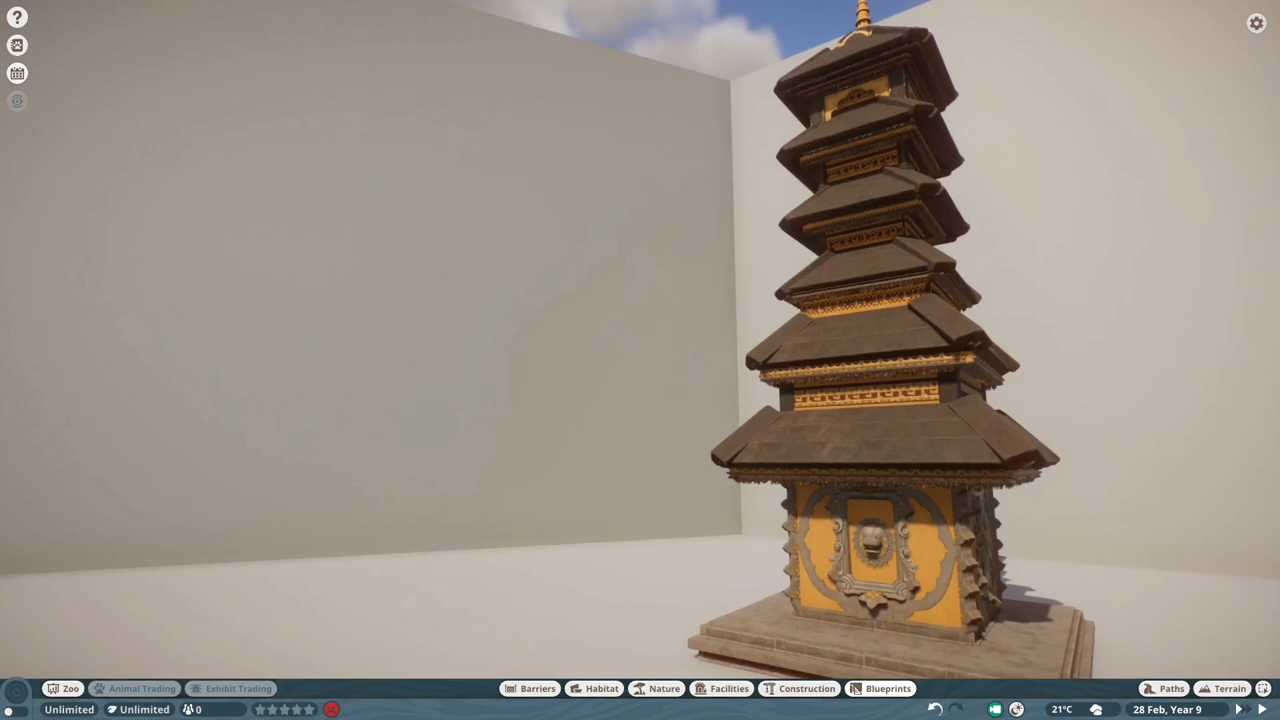 ?
Zoo Animal Trading Exhibit Trading Barriers Habitat Nature Facilities Construction Blueprints Paths Terrain
Unlimited Unlimited 0 21°C 28 Feb, Year 9